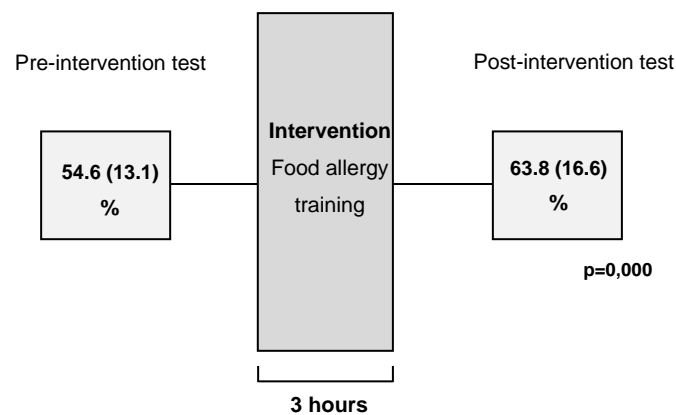 Pre-intervention test
Post-intervention test
Intervention
Food allergy
training
54.6 (13.1)
%
63.8 (16.6)
%
p=0,000
3 hours